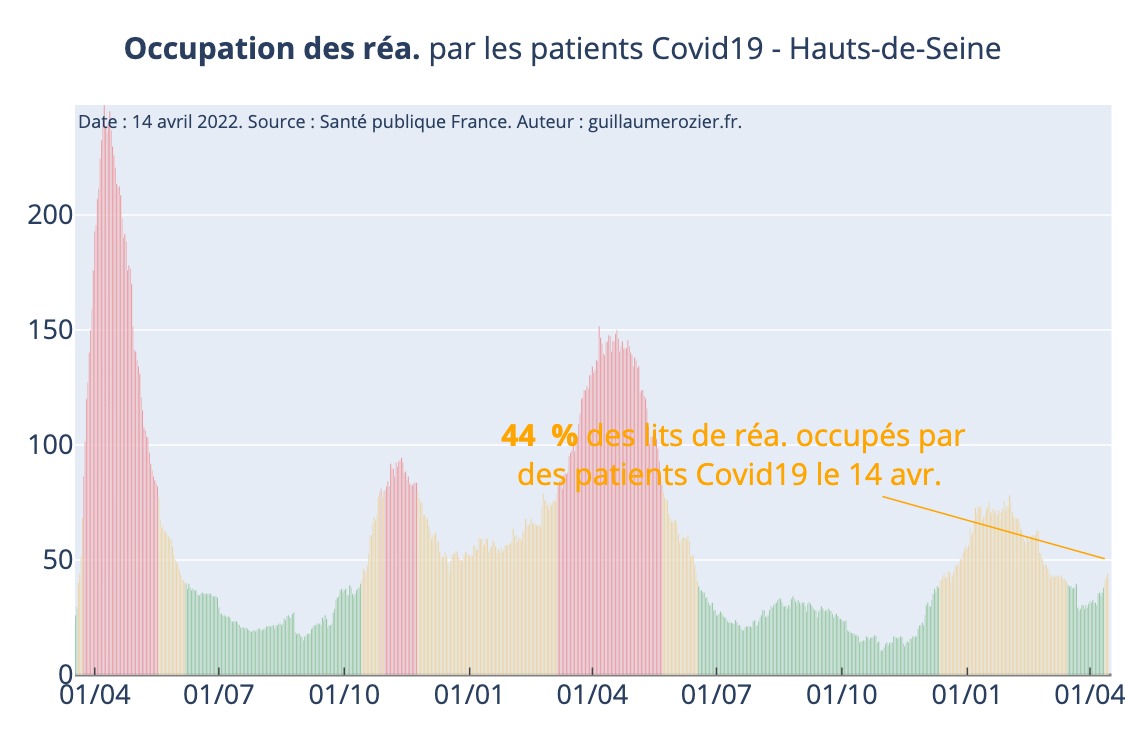 Occupation des réa. par les patients Covid19 - Hauts-de-Seine
Date : 14 avril 2022. Source : Santé publique France. Auteur : guillaumerozier.fr.
200
150
100
50
0
44 % des lits de réa. occupés par
des patients Covid19 le 14 avr.
01/04 01/07 01/10 01/01 01/04 01/07 01/10 01/01 01/04